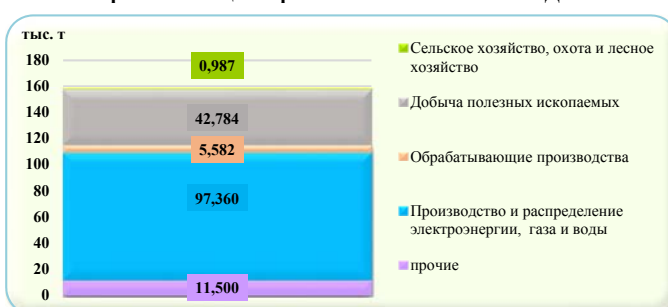 тыс. т
180
160
140
120
100
80
60
40
20
0
0,987
42,784
5,582
97,360
11,500
Сельское хозяйство, охота и лесное
хозяйство
Добыча полезных ископаемых
Обрабатывающие производства
Производство и распределение
электроэнергии, газа и воды
прочие